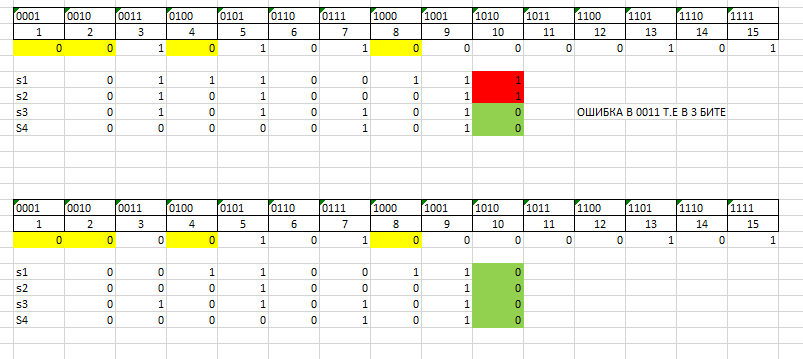 0001 0010 0011 0100 0101 0110 0111 1000 1001 1010 1011 1100 1101 1110 1111
1 2 3 4 5 6 7 8 9 10 11 12 13 14 15
0 0 1 0 1 0 1 0 0 0 0 0 1 0 1
s1 0 1 1 1 0 0 1 1 1
s2 0 1 0 1 0 0 0 1 1
s3 0 1 0 1 0 1 0 1 0 ОШИБКА В 0011 Т.Е В 3 БИТЕ
S4 0 0 0 0 0 1 0 1 0
0001 0010 0011 0100 0101 0110 0111 1000 1001 1010 1011 1100 1101 1110 1111
1 2 3 4 5 6 7 8 9 10 11 12 13 14 15
0 0 0 0 1 0 1 0 0 0 0 0 1 0 1
s1 0 0 1 1 0 0 1 1 0
s2 0 0 0 1 0 0 0 1 0
s3 0 1 0 1 0 1 0 1 0
S4 0 0 0 0 0 1 0 1 0